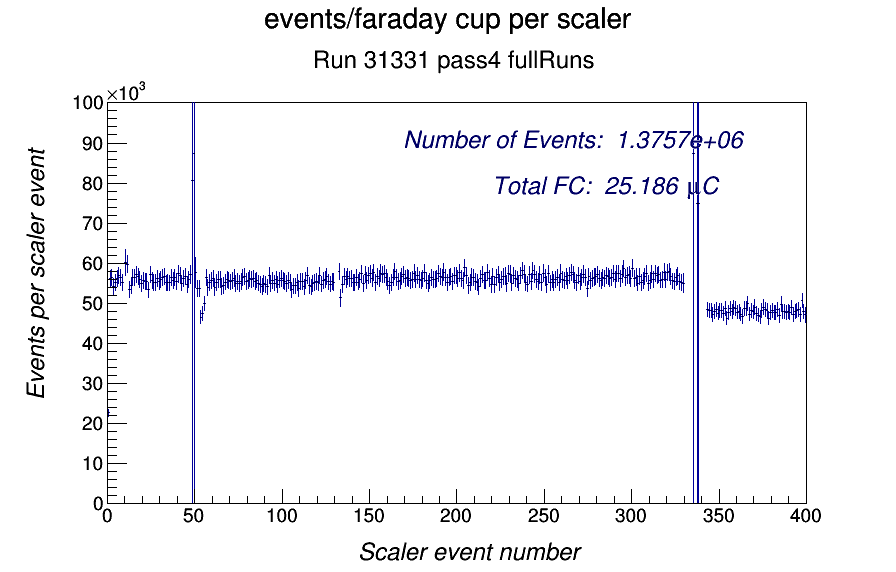 events/faraday cup per scaler
Run 31331 pass4 fullRuns
×10³
100
90
80
70
60
50
40
30
20
10
0
Events per scaler event
Number of Events: 1.3757e+06
Total FC: 25.186 μC
0 50 100 150 200 250 300 350 400
Scaler event number